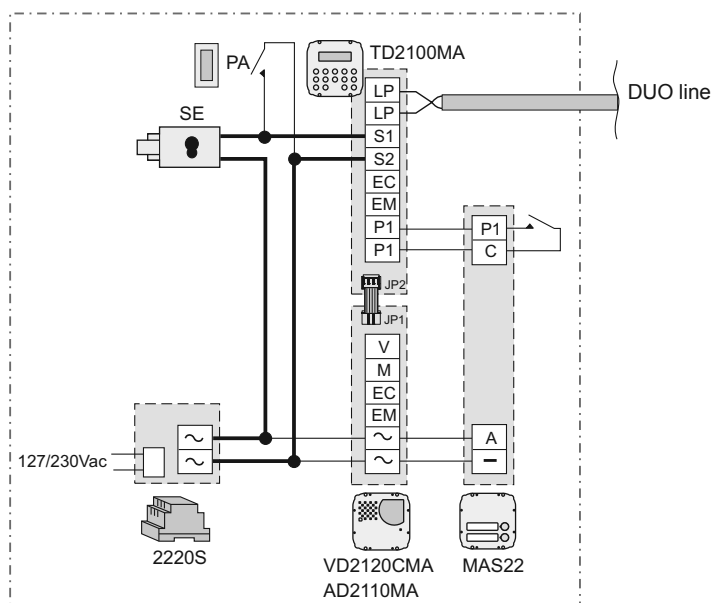 TD2100MA
PA
DUO line
SE
LP
LP
S1
S2
EC
EM
P1
P1
P1
C
JP2
JP1
V
M
EC
EM
~
~
A
–
~
~
127/230Vac
2220S
VD2120CMA
AD2110MA
MAS22